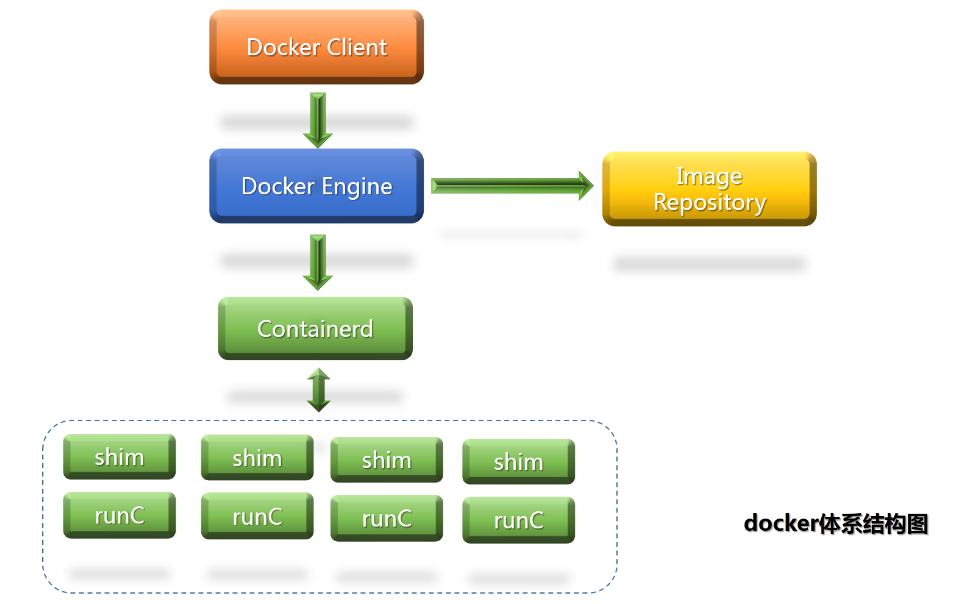 Docker Client
Docker Engine
Image
Repository
Containerd
shim shim shim shim
runC runC runC runC
docker体系结构图